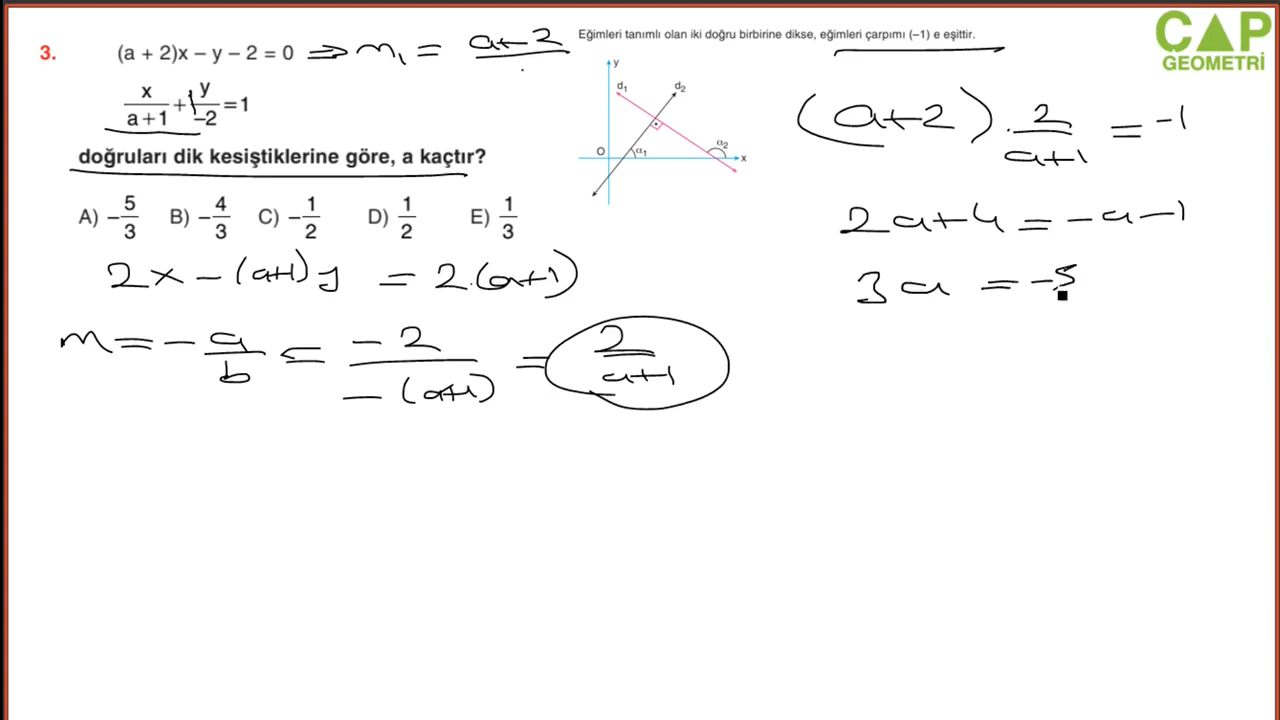 3. (a + 2)x – y – 2 = 0 ⇒ m₁ = a+2
x/(a + 1) + y/–2 = 1
doğruları dik kesiştiklerine göre, a kaçtır?
A) –5/3 B) –4/3 C) –1/2 D) 1/2 E) 1/3
2x – (a+1)y = 2.(a+1)
m = – a/b = –2/–(a+1) = 2/(a+1)
Eğimleri tanımlı olan iki doğru birbirine dikse, eğimleri çarpımı (–1) e eşittir.
y
d₁ d₂
O α₁ α₂ x
(a+2) . 2/(a+1) = –1
2a+4 = –a–1
3a = –5
ÇAP
GEOMETRİ